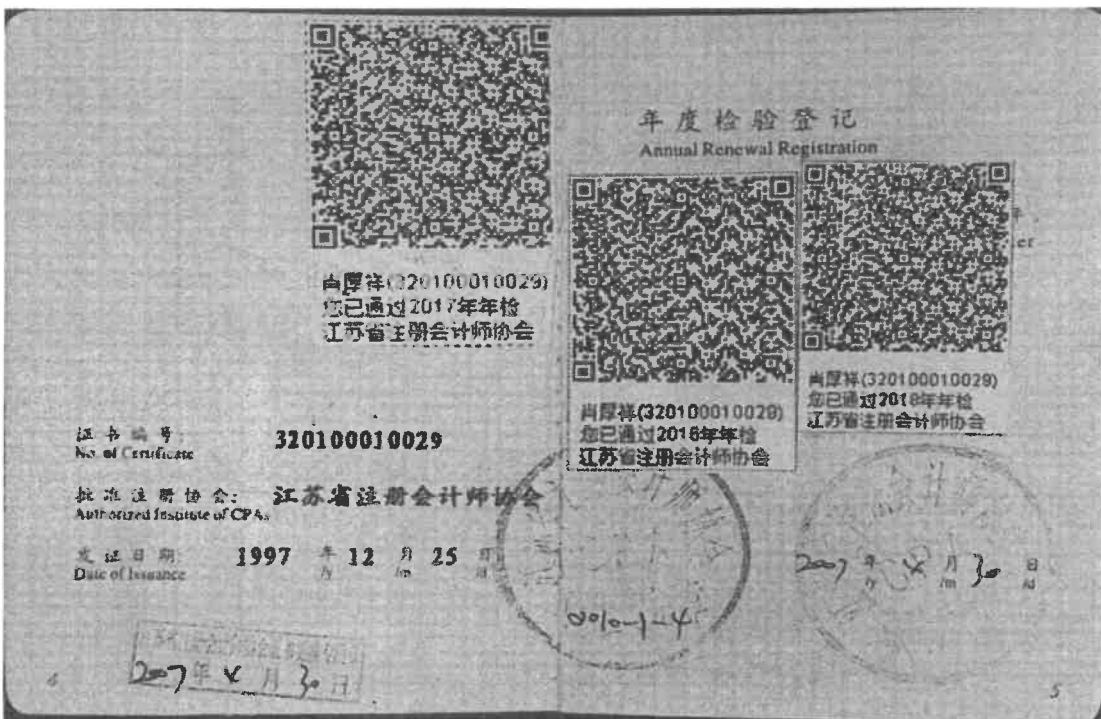 肖厚祥(320100010029)
您已通过2017年年检
江苏省注册会计师协会
证书编号:
No. of Certificate
320100010029
批准注册协会:
江苏省注册会计师协会
Authorized Institute of CPAs
发证日期:
Date of Issuance
1997 年 12 月 25 日
/y /m /d
2007年4月30日
年度检验登记
Annual Renewal Registration
肖厚祥(320100010029)
您已通过2016年年检
江苏省注册会计师协会
肖厚祥(320100010029)
您已通过2018年年检
江苏省注册会计师协会
2007 年 4 月 30 日
/y /m /d
5